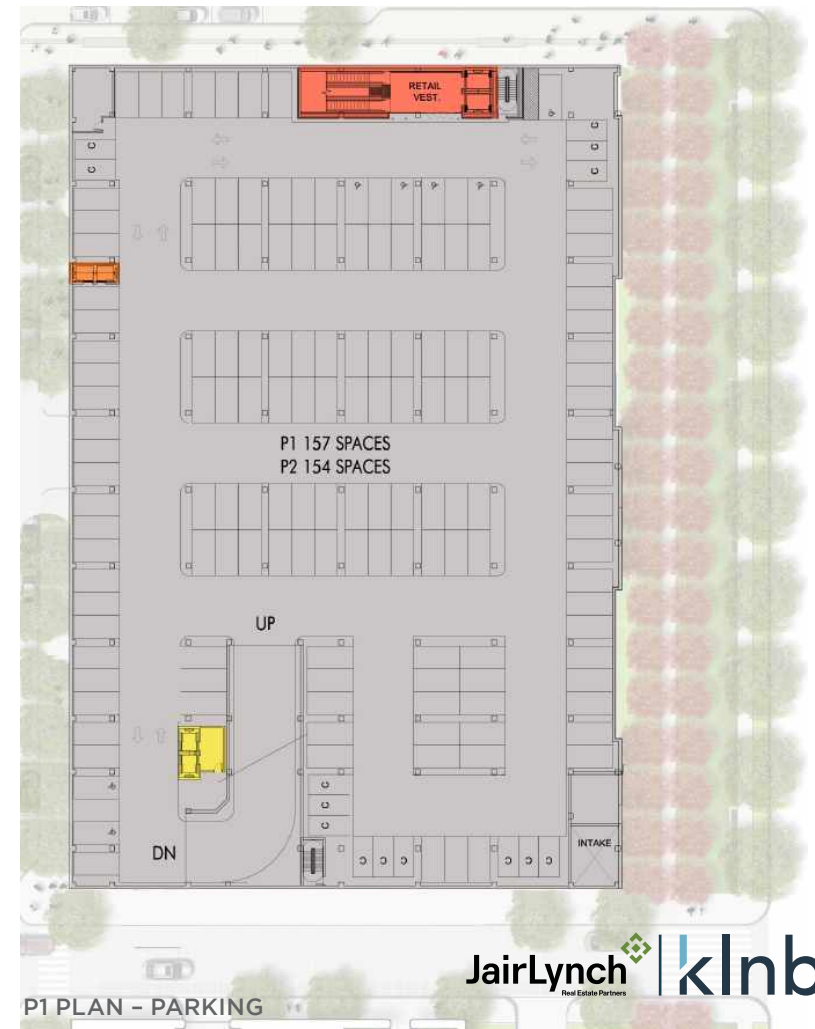 RETAIL
VEST.
C
C
C
C
C
P1 157 SPACES
P2 154 SPACES
UP
C
C
C
DN
C C C
C C C
INTAKE
JairLynch
Real Estate Partners
klnb
P1 PLAN – PARKING